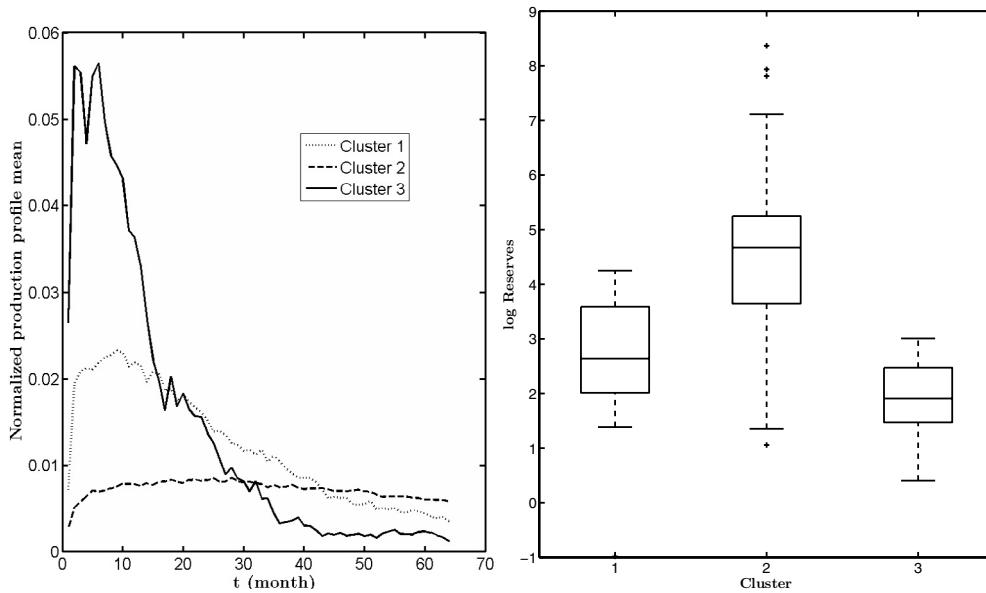 0.06
0.05
0.04
0.03
0.02
0.01
0
Normalized production profile mean
Cluster 1
Cluster 2
Cluster 3
0 10 20 30 40 50 60 70
t (month)
9
8
7
6
5
4
3
2
1
0
−1
log Reserves
1 2 3
Cluster